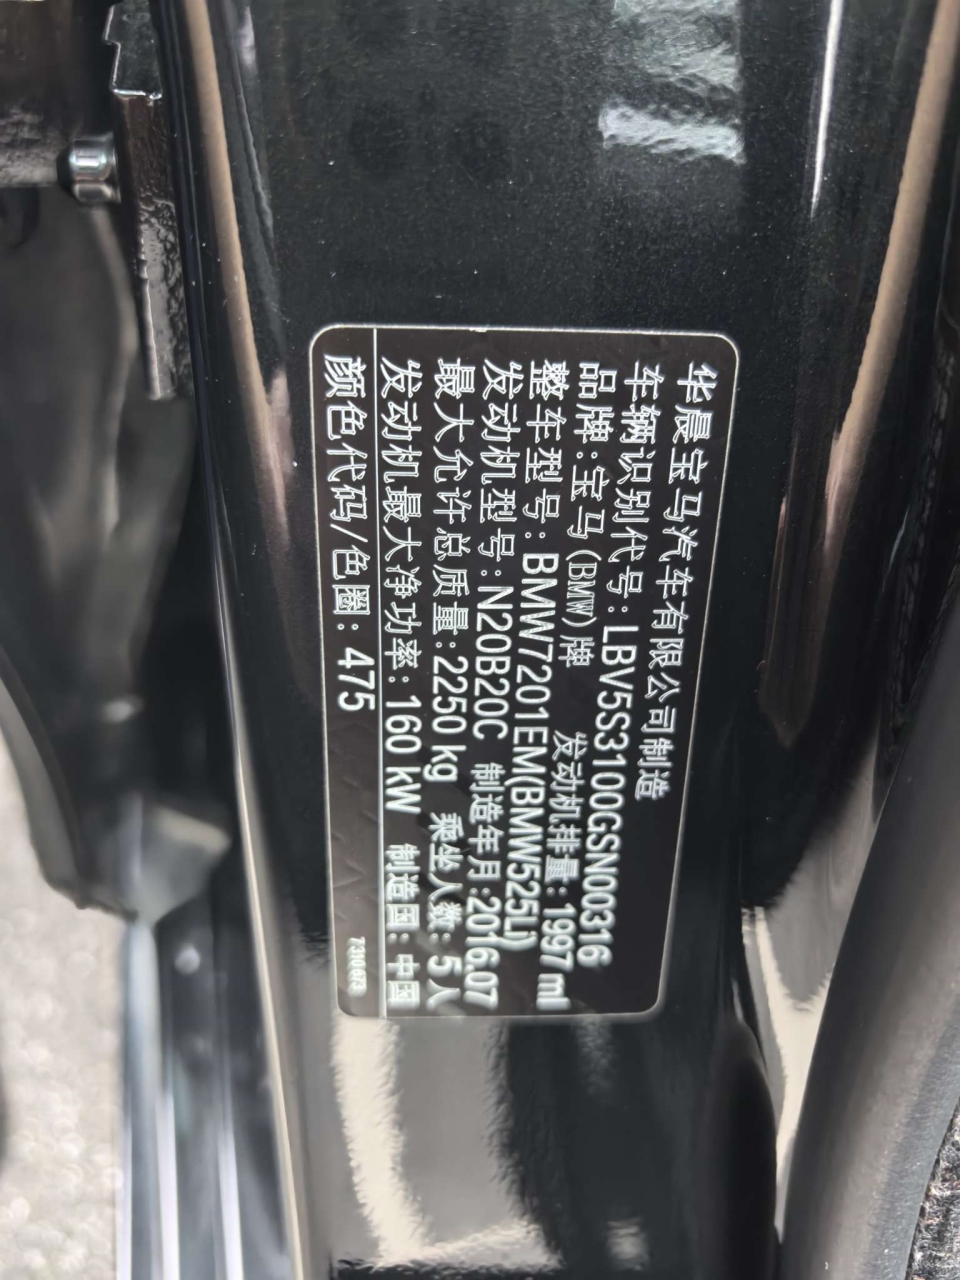 华晨宝马汽车有限公司制造
车辆识别代号:LBV5S3100GSN00316
品牌:宝马(BMW)牌 发动机排量:1997 ml
整车型号:BMW7201EM(BMW525Li)
发动机型号:N20B20C 制造年月:2016.07
最大允许总质量:2250 kg 乘坐人数:5人
发动机最大净功率:160 kW 制造国:中国
颜色代码/色圈:475
7310 673